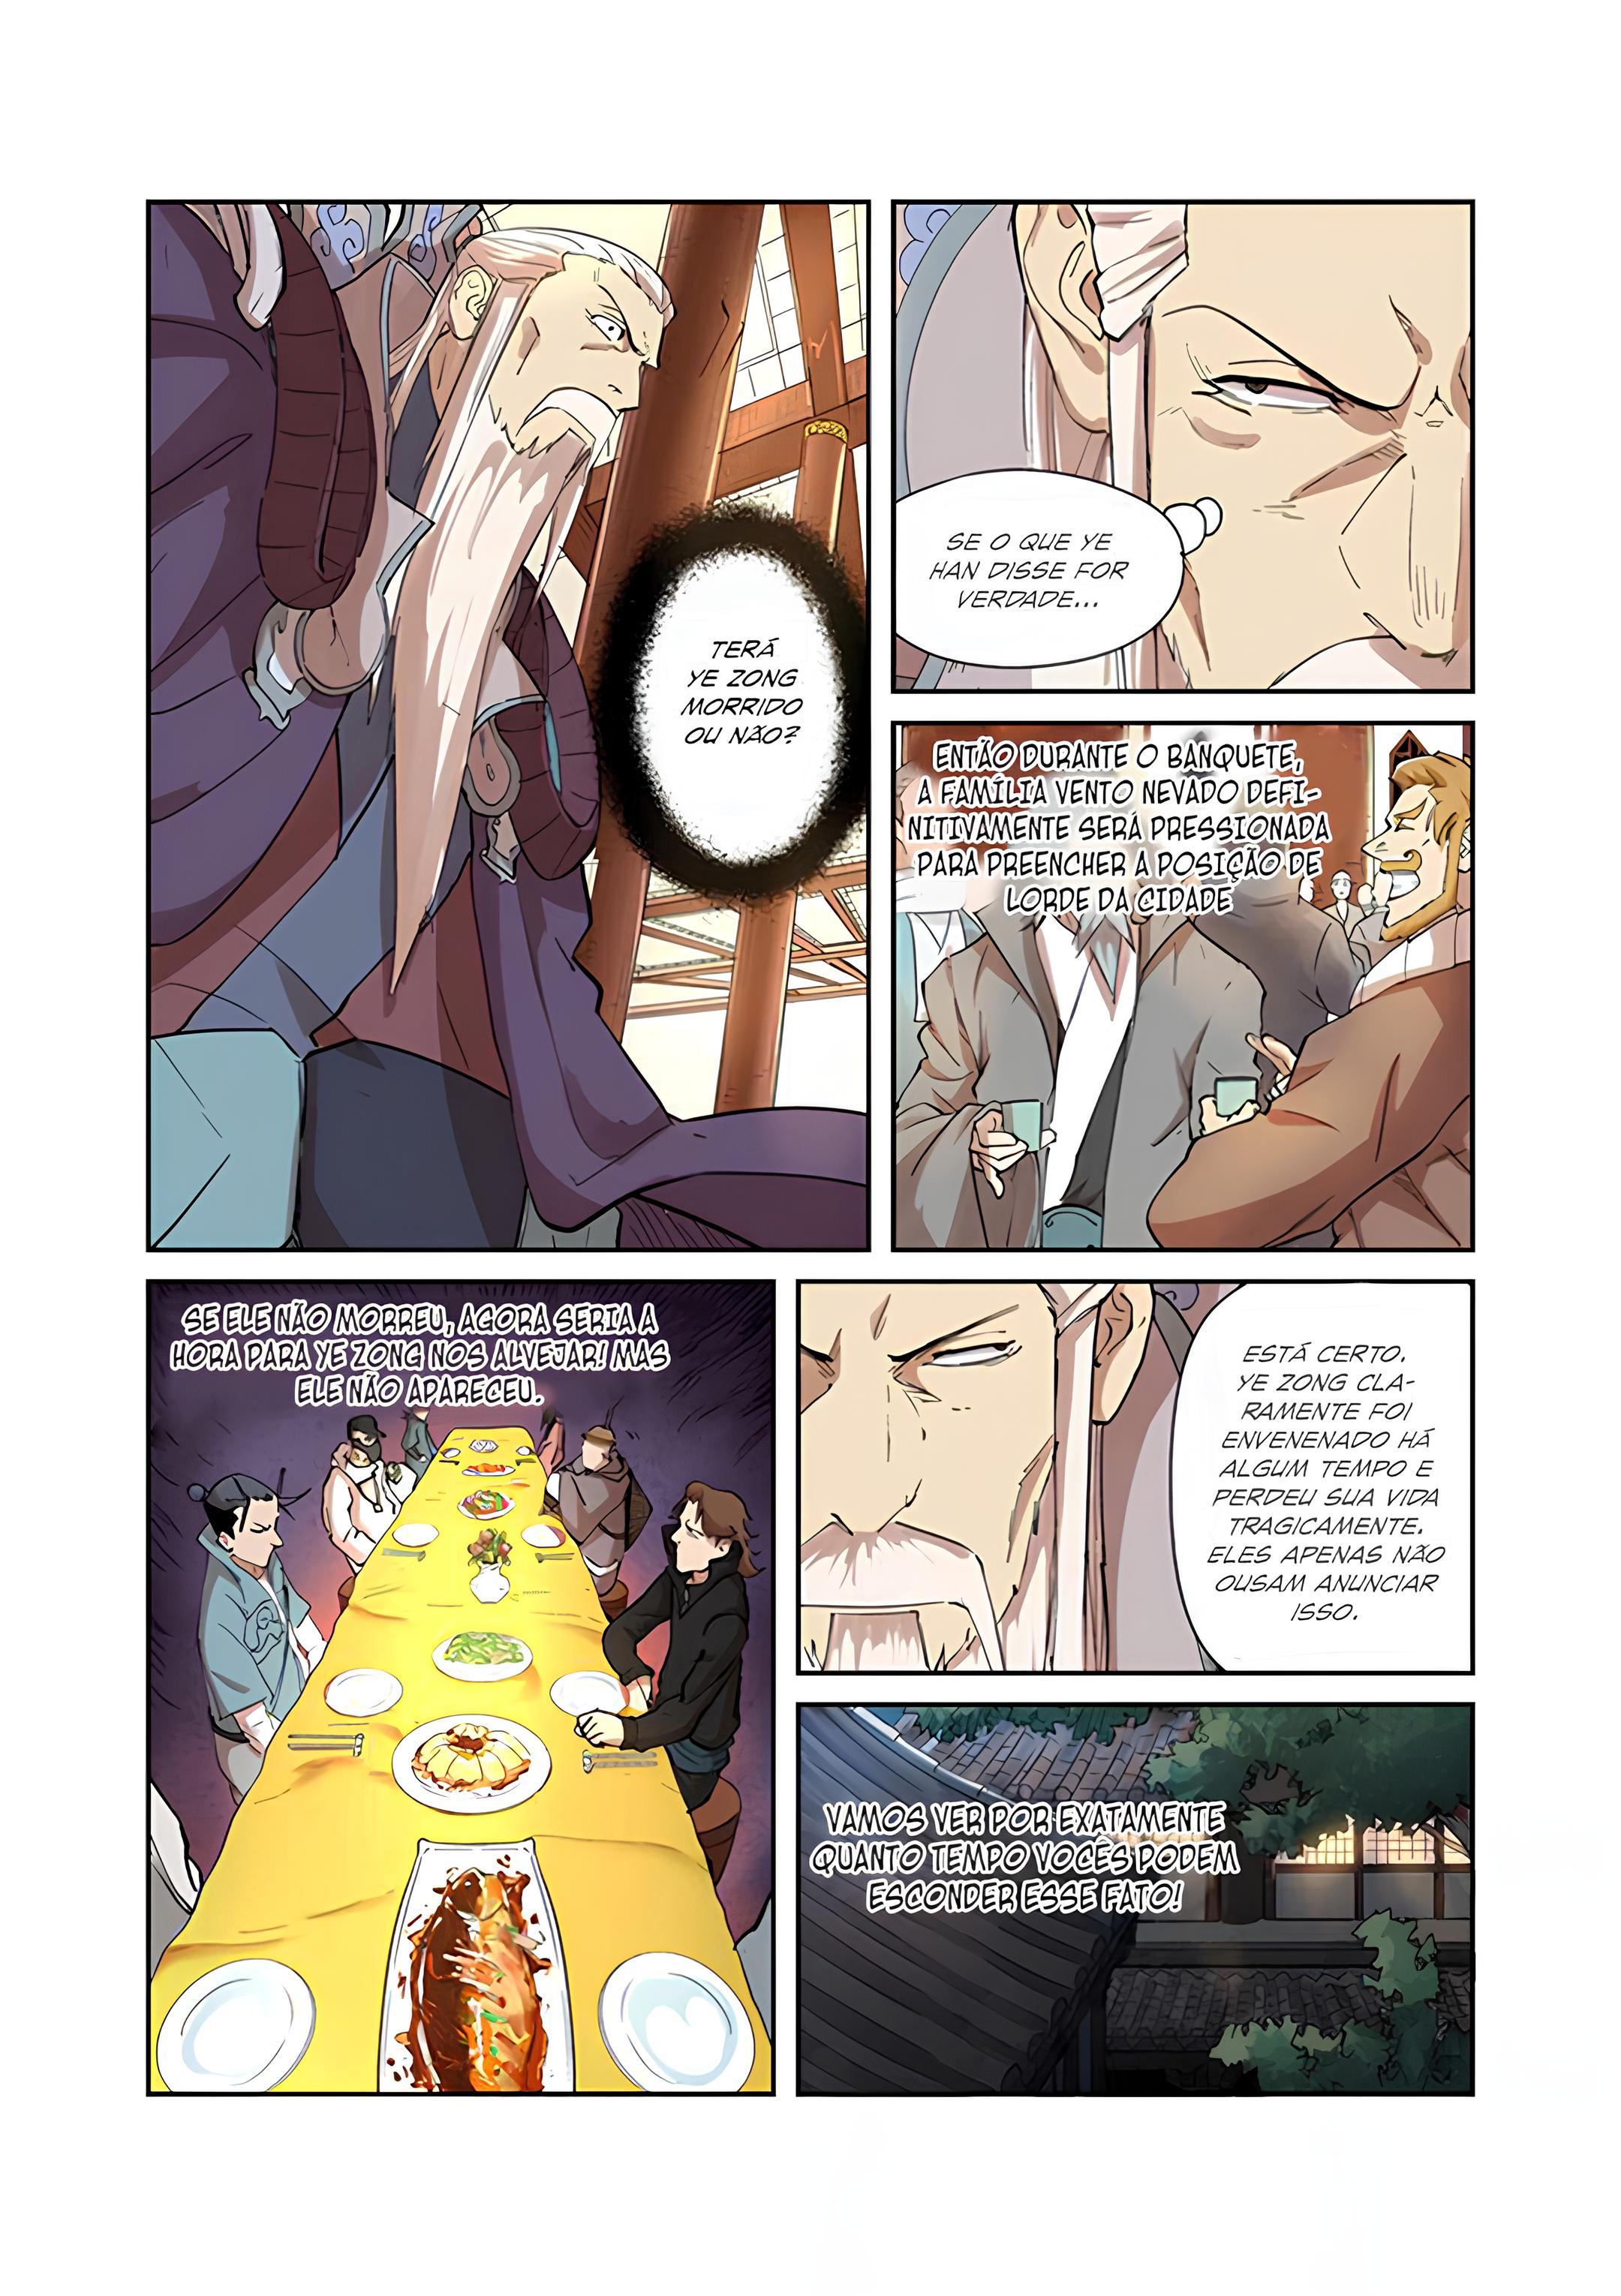 TERÁ
YE ZONG
MORRIDO
OU NÃO?
SE O QUE YE
HAN DISSE FOR
VERDADE...
ENTÃO DURANTE O BANQUETE,
A FAMÍLIA VENTO NEVADO DEFI-
NITIVAMENTE SERÁ PRESSIONADA
PARA PREENCHER A POSIÇÃO DE
LORDE DA CIDADE
SE ELE NÃO MORREU, AGORA SERIA A
HORA PARA YE ZONG NOS ALVEJAR! MAS
ELE NÃO APARECEU.
ESTÁ CERTO.
YE ZONG CLA-
RAMENTE FOI
ENVENENADO HÁ
ALGUM TEMPO E
PERDEU SUA VIDA
TRAGICAMENTE.
ELES APENAS NÃO
OUSAM ANUNCIAR
ISSO.
VAMOS VER POR EXATAMENTE
QUANTO TEMPO VOCÊS PODEM
ESCONDER ESSE FATO!